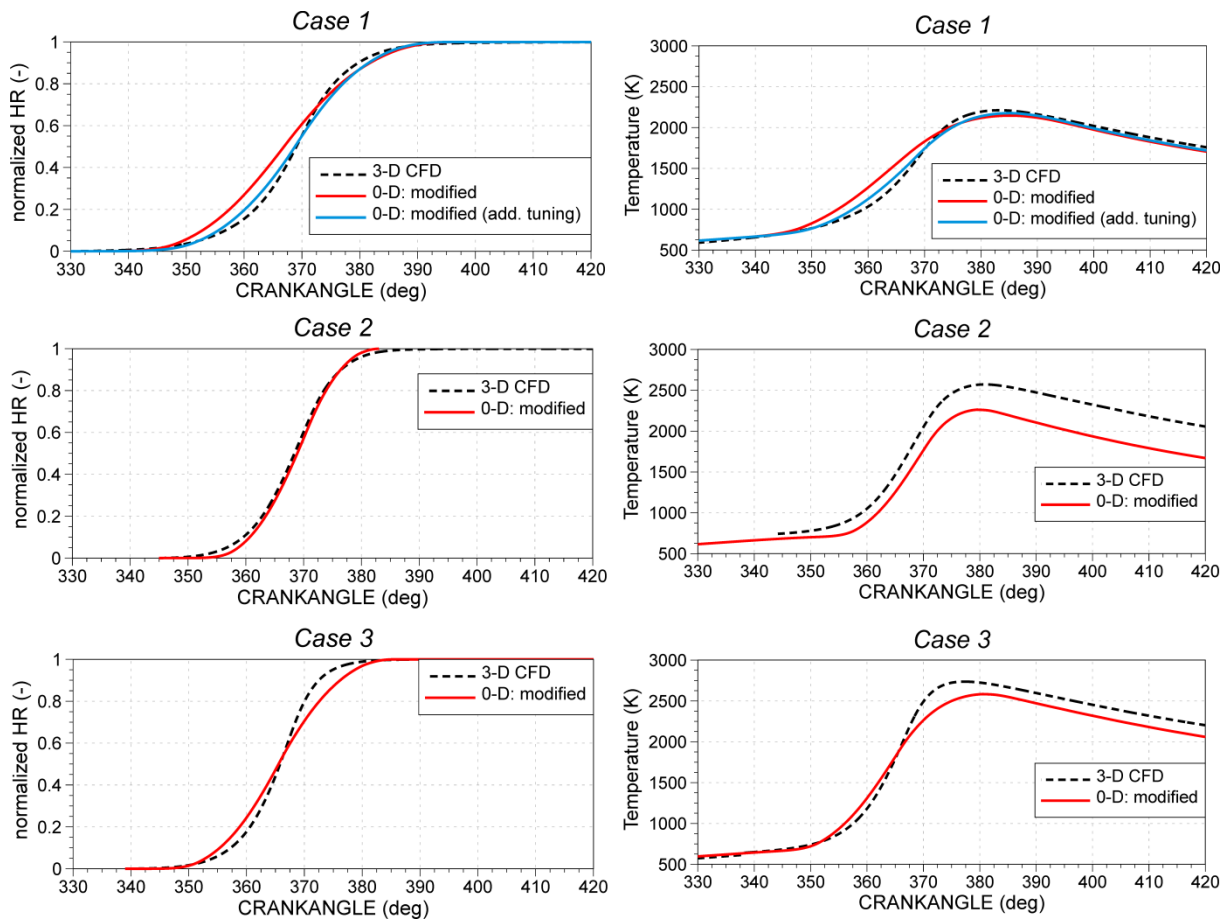 Case 1
normalized HR (-)
1
0.8
0.6
0.4
0.2
0
3-D CFD
0-D: modified
0-D: modified (add. tuning)
330 340 350 360 370 380 390 400 410 420
CRANKANGLE (deg)
Case 1
Temperature (K)
3000
2500
2000
1500
1000
500
3-D CFD
0-D: modified
0-D: modified (add. tuning)
330 340 350 360 370 380 390 400 410 420
CRANKANGLE (deg)
Case 2
normalized HR (-)
1
0.8
0.6
0.4
0.2
0
3-D CFD
0-D: modified
330 340 350 360 370 380 390 400 410 420
CRANKANGLE (deg)
Case 2
Temperature (K)
3000
2500
2000
1500
1000
500
3-D CFD
0-D: modified
330 340 350 360 370 380 390 400 410 420
CRANKANGLE (deg)
Case 3
normalized HR (-)
1
0.8
0.6
0.4
0.2
0
3-D CFD
0-D: modified
330 340 350 360 370 380 390 400 410 420
CRANKANGLE (deg)
Case 3
Temperature (K)
3000
2500
2000
1500
1000
500
3-D CFD
0-D: modified
330 340 350 360 370 380 390 400 410 420
CRANKANGLE (deg)